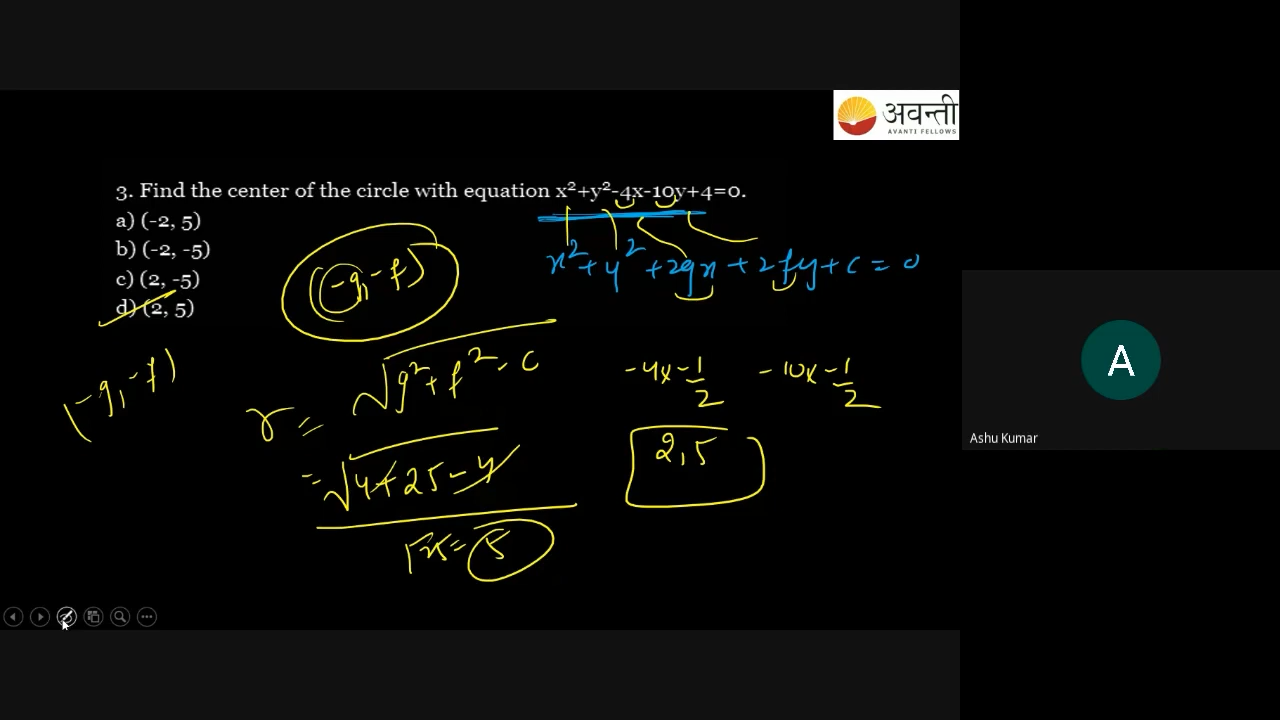 अवन्ती
AVANTI FELLOWS
3. Find the center of the circle with equation x²+y²-4x-10y+4=0.
a) (-2, 5)
b) (-2, -5)
c) (2, -5)
d) (2, 5)
x² + y² + 2gx + 2fy + c = 0
(-g, -f)
(-g, -f)
r = √g² + f² - c
= √4+25-4
√25 = 5
-4x-1/2 -10x-1/2
2, 5
A
Ashu Kumar